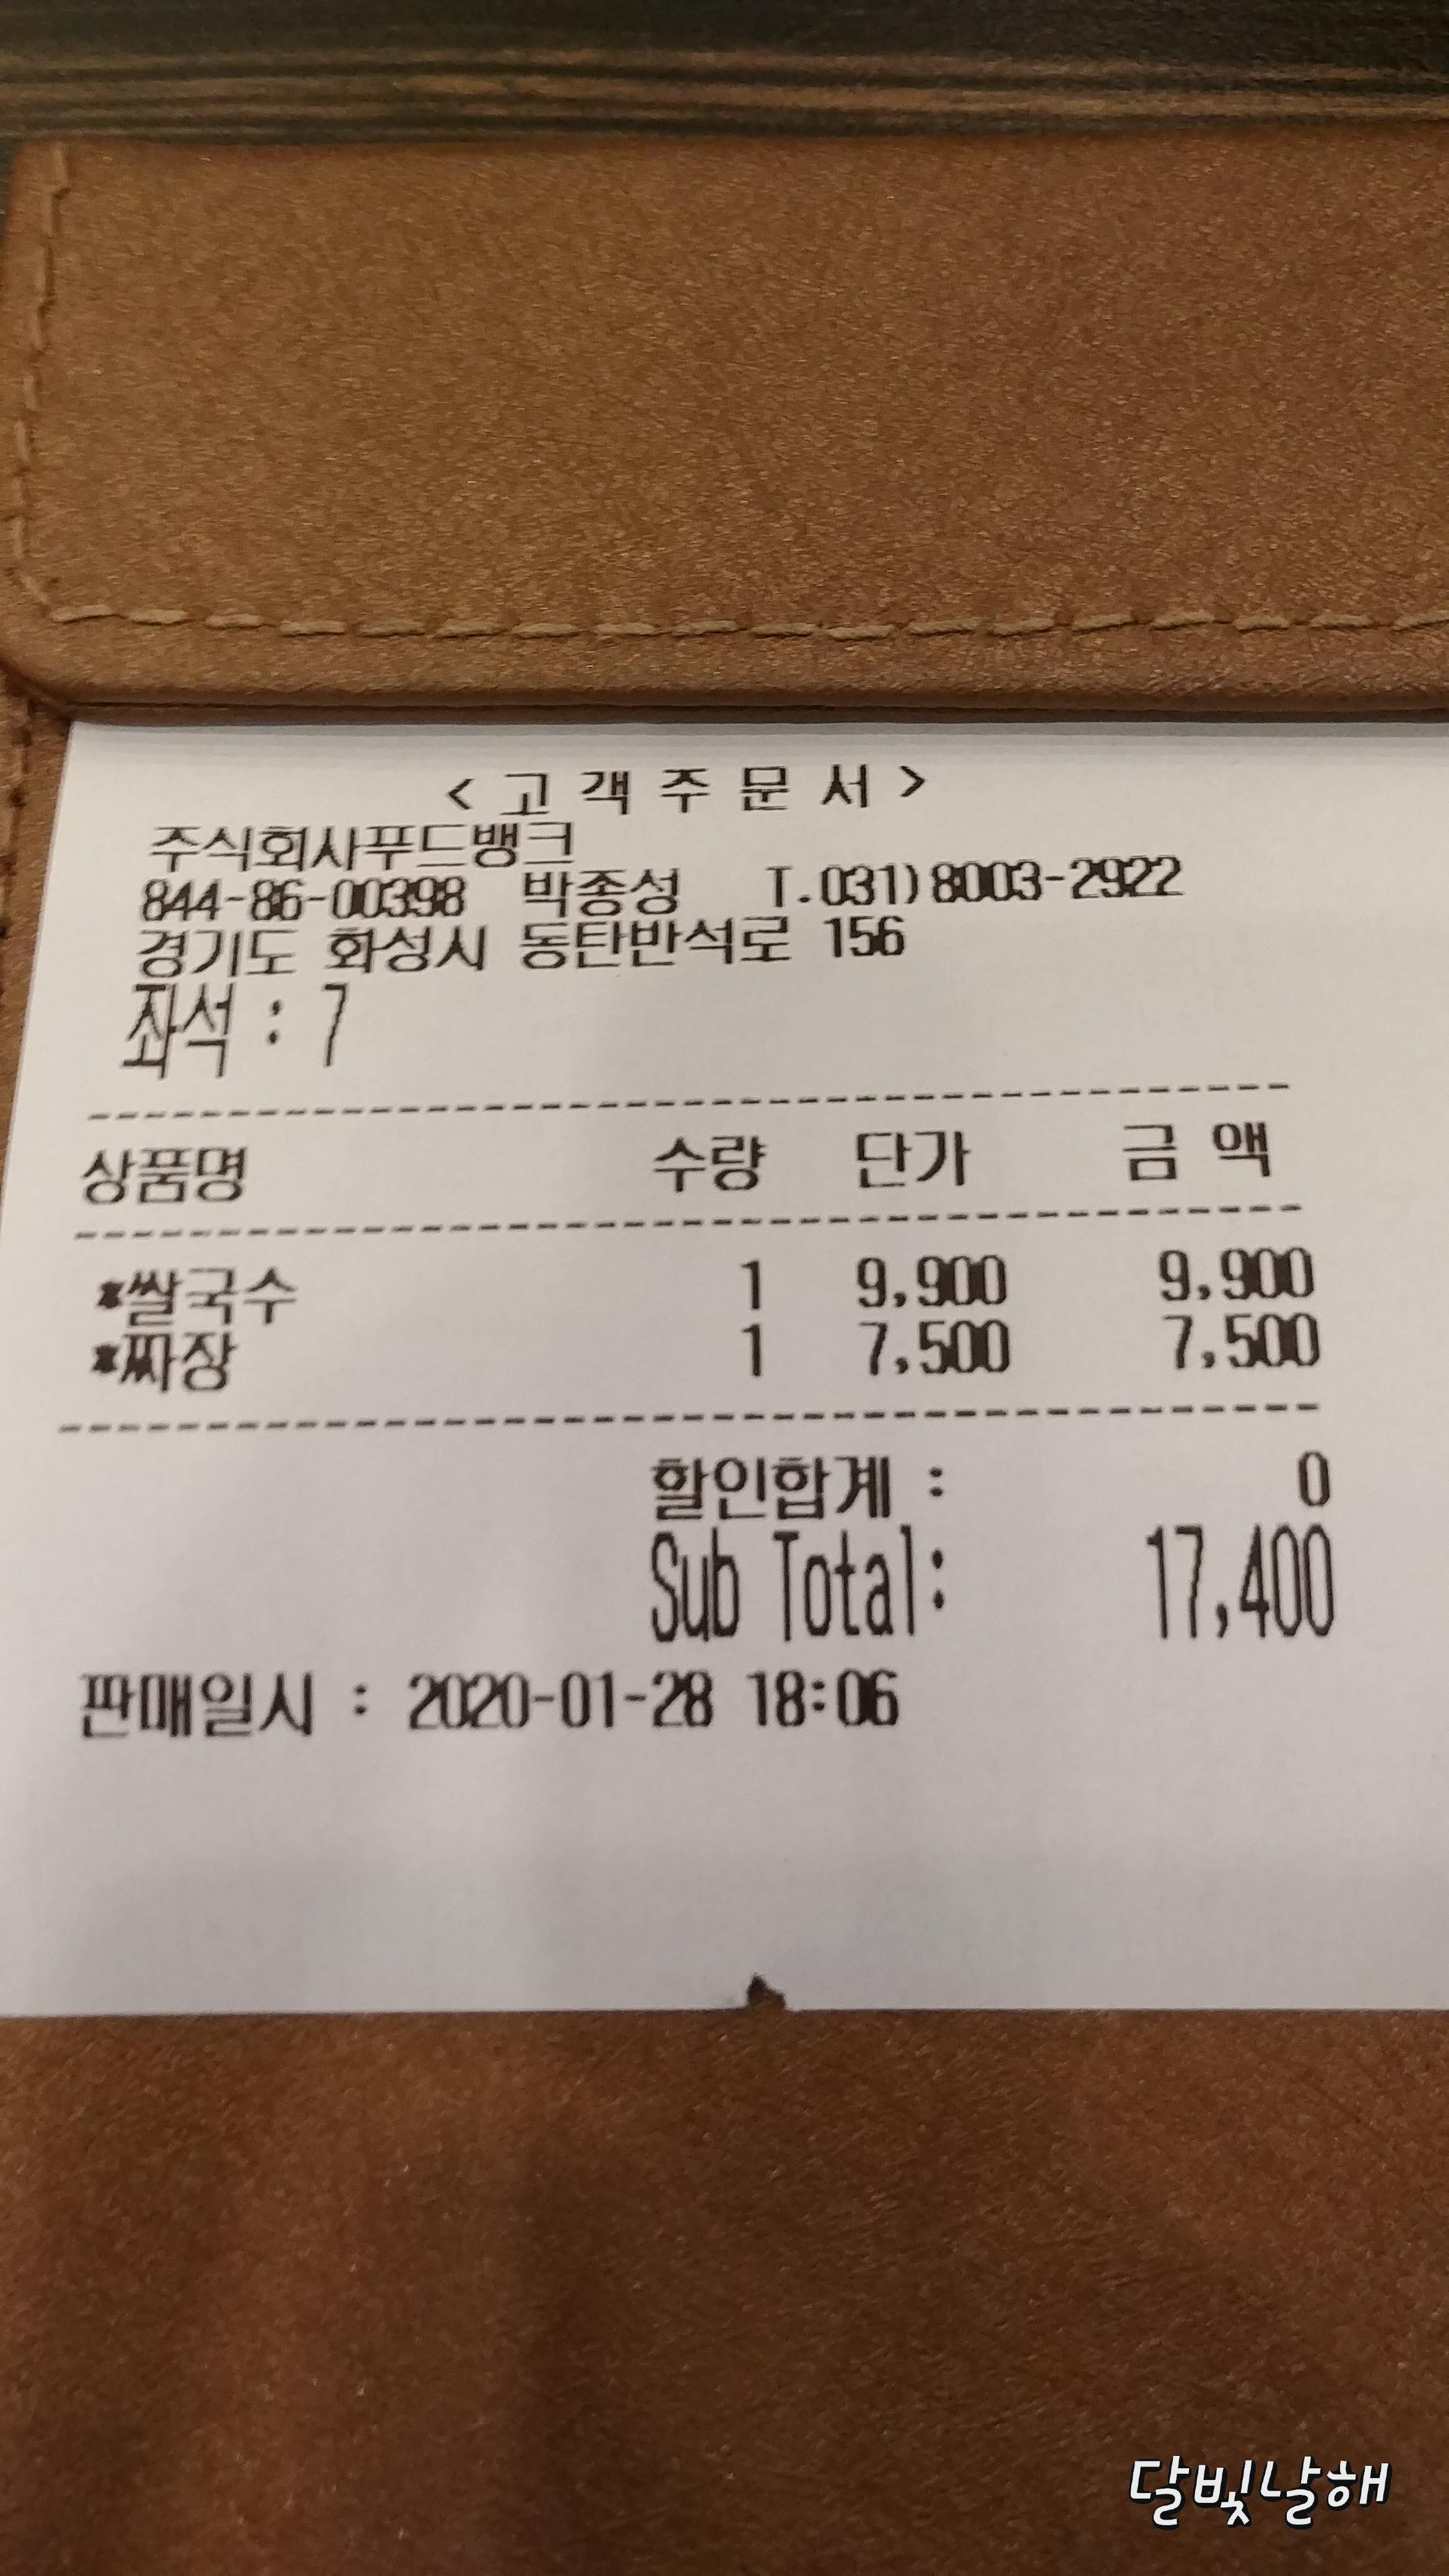 < 고 객 주 문 서 >
주식회사푸드뱅크
844-86-00398 박종성 T.031)8003-2922
경기도 화성시 동탄반석로 156
좌석 : 7
상품명 수량 단가 금 액
*쌀국수 1 9,900 9,900
*짜장 1 7,500 7,500
할인합계 : 0
Sub Total: 17,400
판매일시 : 2020-01-28 18:06
달빛날해